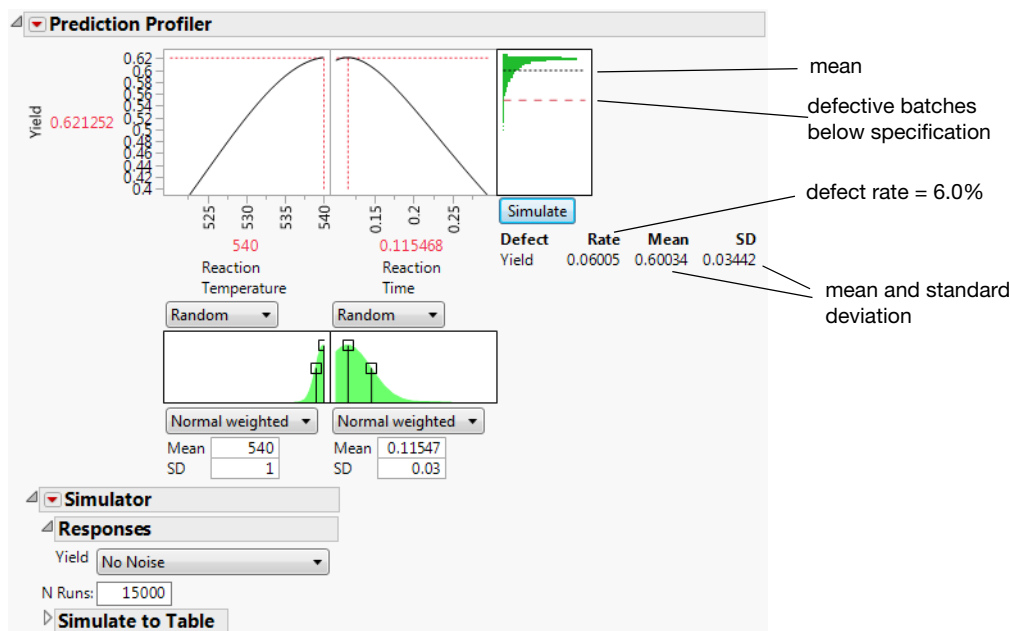 Prediction Profiler
Yield
0.621252
0.62
0.6
0.58
0.56
0.54
0.52
0.5
0.48
0.46
0.44
0.42
0.4
525
530
535
540
0.15
0.2
0.25
540
0.115468
Reaction
Temperature
Reaction
Time
mean
defective batches
below specification
defect rate = 6.0%
Simulate
Defect Rate Mean SD
Yield 0.06005 0.60034 0.03442
mean and standard
deviation
Random
Random
Normal weighted
Normal weighted
Mean 540
SD 1
Mean 0.11547
SD 0.03
Simulator
Responses
Yield No Noise
N Runs: 15000
Simulate to Table